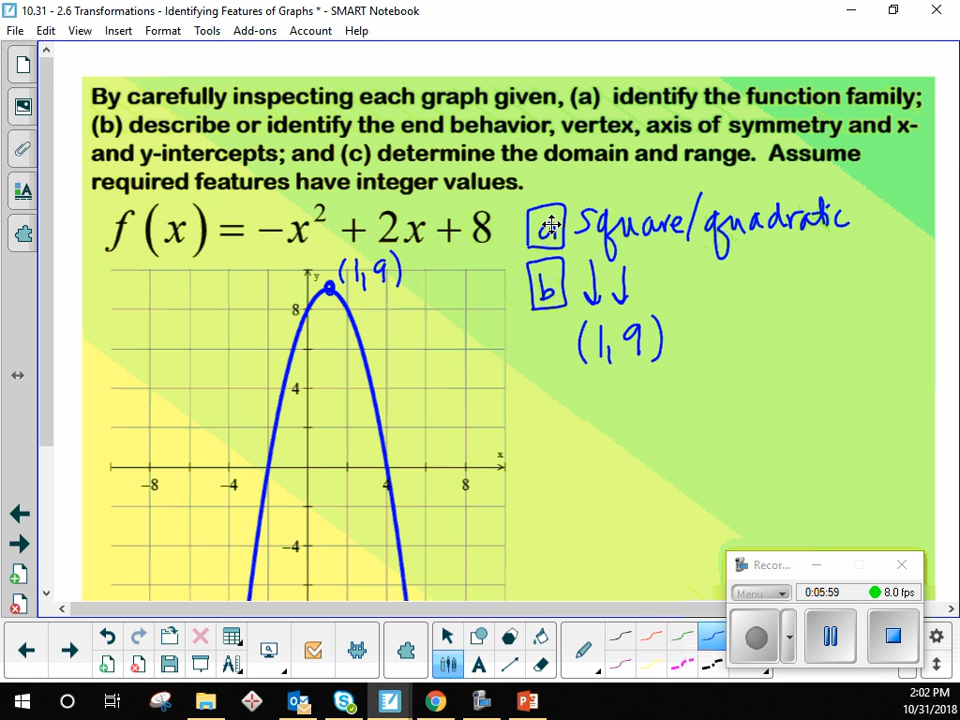 10.31 - 2.6 Transformations - Identifying Features of Graphs * - SMART Notebook
File Edit View Insert Format Tools Add-ons Account Help
By carefully inspecting each graph given, (a) identify the function family;
(b) describe or identify the end behavior, vertex, axis of symmetry and x-
and y-intercepts; and (c) determine the domain and range. Assume
required features have integer values.
f(x) = −x² + 2x + 8
a square/quadratic
b ↓↓
(1,9)
(1,9)
y
8
4
x
−8 −4 4 8
−4
Recor...
Menu 0:05:59 8.0 fps
2:02 PM
10/31/2018